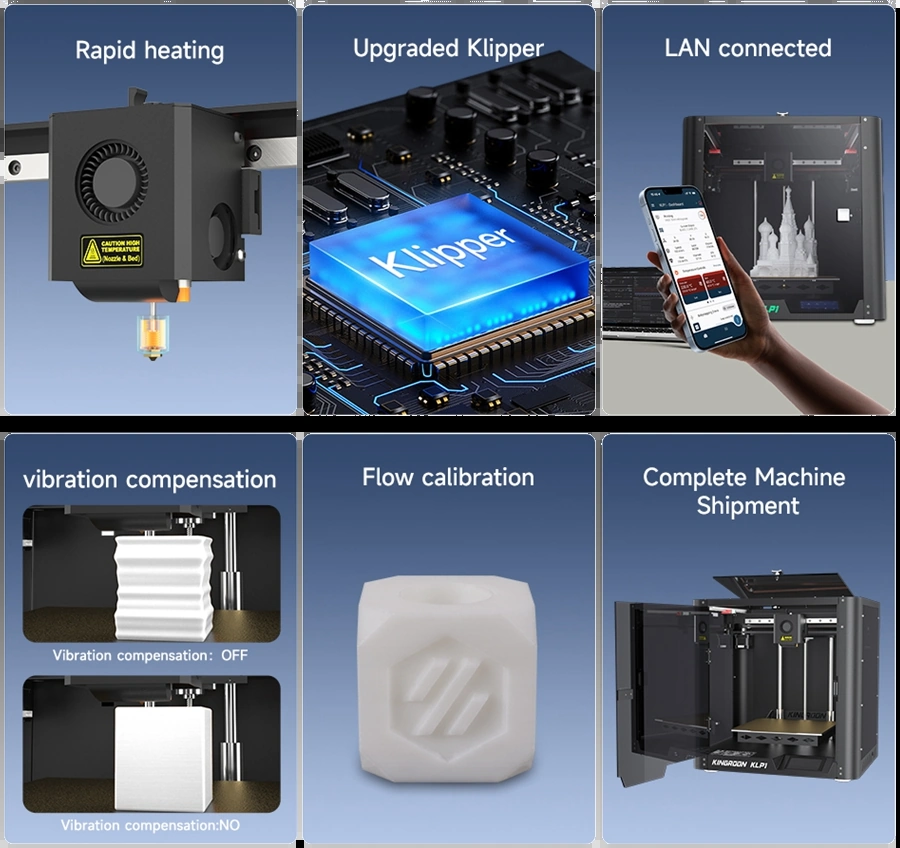 Rapid heating
CAUTION HIGH
TEMPERATURE
(Nozzle & Bed)
Upgraded Klipper
Klipper
LAN connected
KLP1
vibration compensation
Vibration compensation: OFF
Vibration compensation:NO
Flow calibration
Complete Machine
Shipment
KINGROON
KINGROON KLP1